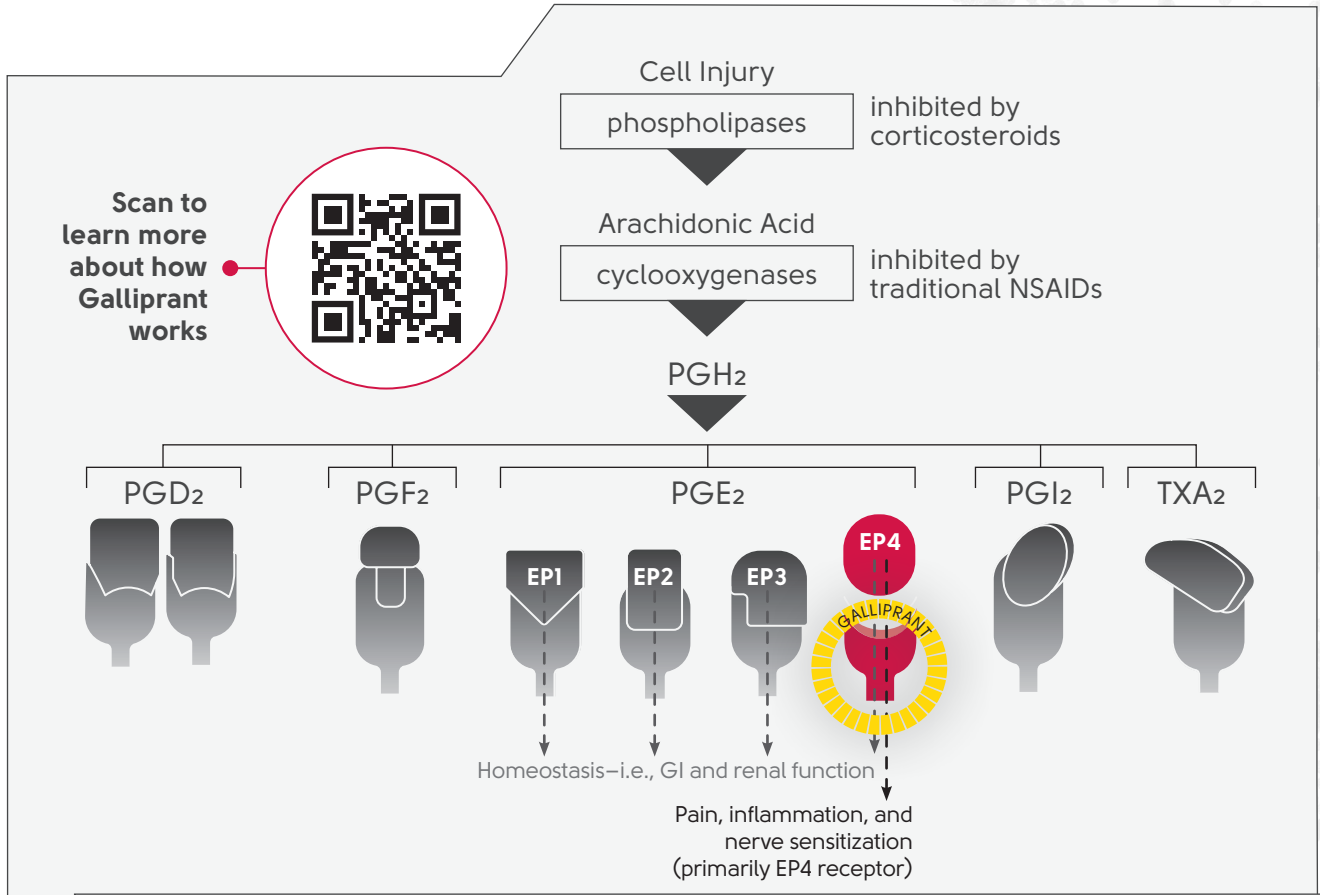 Cell Injury
phospholipases
inhibited by
corticosteroids
Scan to
learn more
about how
Galliprant
works
Arachidonic Acid
cyclooxygenases
inhibited by
traditional NSAIDs
PGH2
PGD2
PGF2
PGE2
PGI2
TXA2
EP1
EP2
EP3
EP4
GALLIPRANT
Homeostasis–i.e., GI and renal function
Pain, inflammation, and
nerve sensitization
(primarily EP4 receptor)